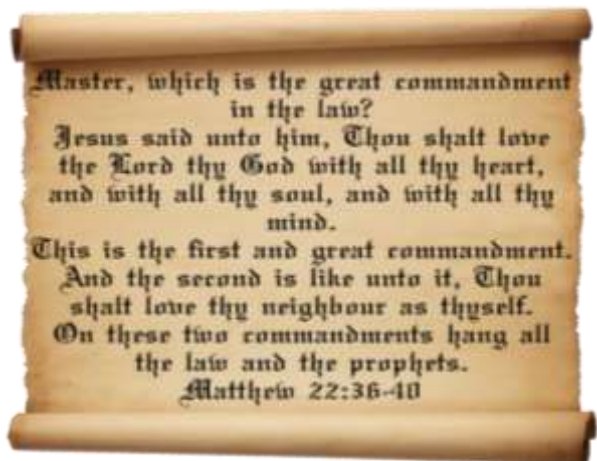 Master, which is the great commandment
in the law?
Jesus said unto him, Thou shalt love
the Lord thy God with all thy heart,
and with all thy soul, and with all thy
mind.
This is the first and great commandment.
And the second is like unto it, Thou
shalt love thy neighbour as thyself.
On these two commandments hang all
the law and the prophets.
Matthew 22:36-40